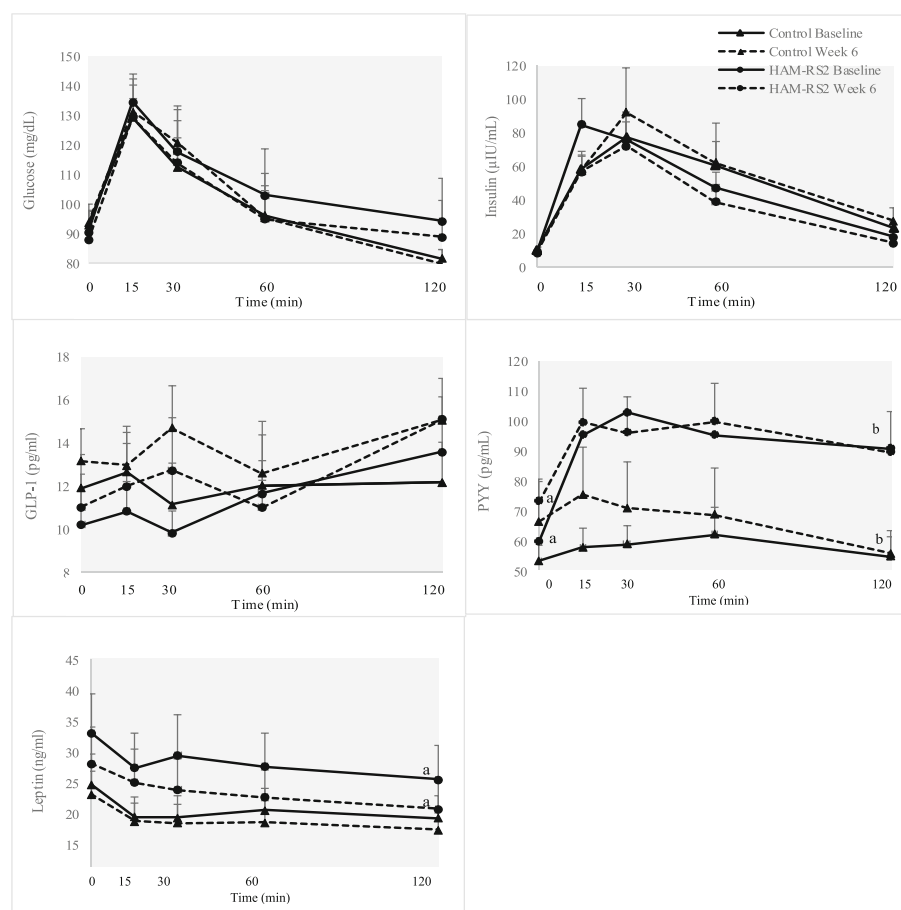 Control Baseline
Control Week 6
HAM-RS2 Baseline
HAM-RS2 Week 6
150
140
130
120
110
100
90
80
Glucose (mg/dL)
0 15 30 60 120
Time (min)
120
100
80
60
40
20
0
Insulin (µIU/mL)
0 15 30 60 120
Time (min)
18
16
14
12
10
8
GLP-1 (pg/ml)
0 15 30 60 120
Time (min)
120
110
100
90
80
70
60
50
PYY (pg/mL)
a
a
b
b
0 15 30 60 120
Time (min)
45
40
35
30
25
20
15
Leptin (ng/ml)
a
a
0 15 30 60 120
Time (min)